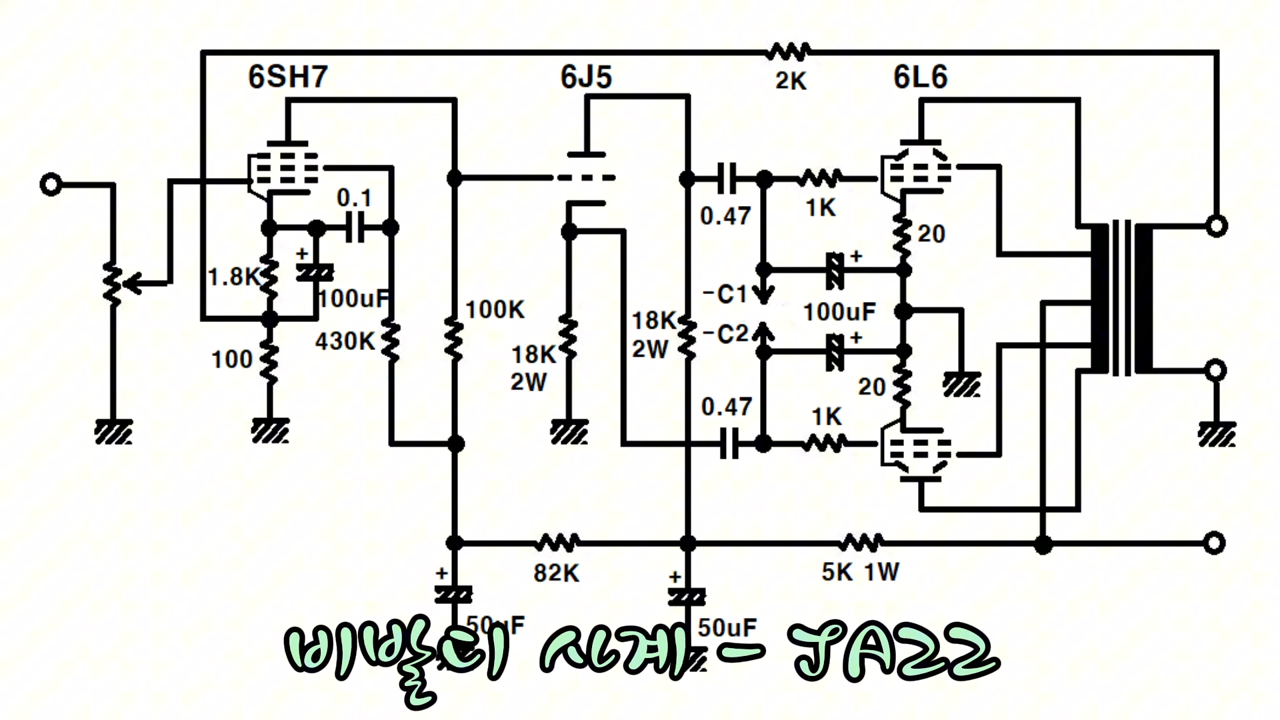 2K
6SH7 6J5 6L6
0.1
1.8K
100uF
430K
100
100K
18K
2W
18K
2W
0.47
1K
20
-C1
+
100uF
-C2
+
20
0.47
1K
+
+
82K
5K 1W
+
50uF
+
50uF
비발디 사계 - JAZZ